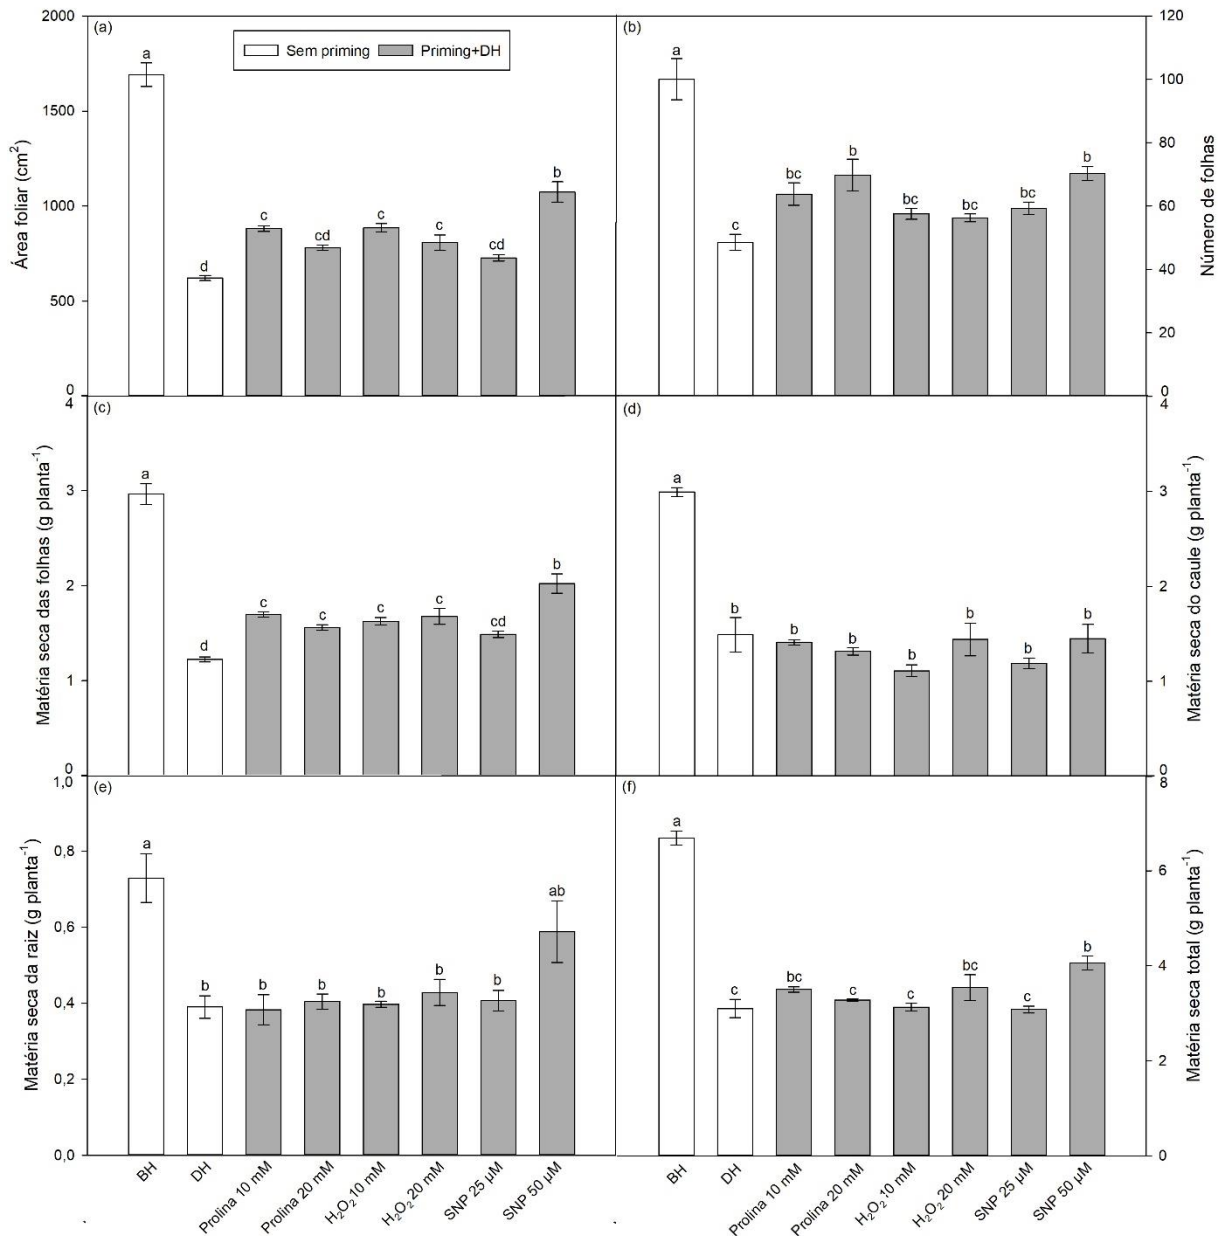 (a)
Sem priming
Priming+DH
Área foliar (cm²)
2000
1500
1000
500
0
a
d
c
cd
c
c
cd
b
(b)
Número de folhas
120
100
80
60
40
20
0
a
c
bc
b
bc
bc
bc
b
(c)
Matéria seca das folhas (g planta⁻¹)
4
3
2
1
0
a
d
c
c
c
c
cd
b
(d)
Matéria seca do caule (g planta⁻¹)
4
3
2
1
0
a
b
b
b
b
b
b
b
(e)
Matéria seca da raiz (g planta⁻¹)
1,0
0,8
0,6
0,4
0,2
0,0
a
b
b
b
b
b
b
ab
(f)
Matéria seca total (g planta⁻¹)
8
6
4
2
0
a
c
bc
c
c
bc
c
b
BH
DH
Prolina 10 mM
Prolina 20 mM
H₂O₂ 10 mM
H₂O₂ 20 mM
SNP 25 µM
SNP 50 µM
BH
DH
Prolina 10 mM
Prolina 20 mM
H₂O₂ 10 mM
H₂O₂ 20 mM
SNP 25 µM
SNP 50 µM